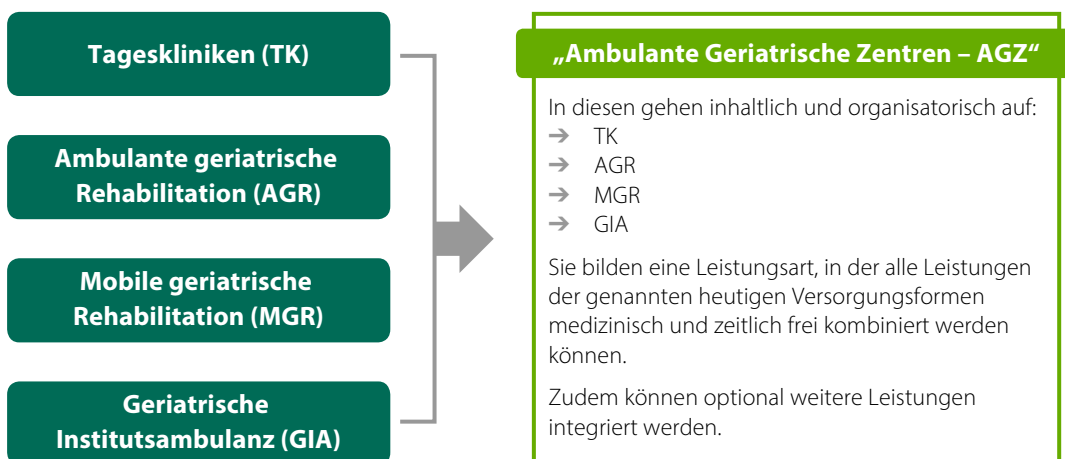 Tageskliniken (TK)
Ambulante geriatrische
Rehabilitation (AGR)
Mobile geriatrische
Rehabilitation (MGR)
Geriatrische
Institutsambulanz (GIA)
„Ambulante Geriatrische Zentren – AGZ“
In diesen gehen inhaltlich und organisatorisch auf:
➔ TK
➔ AGR
➔ MGR
➔ GIA
Sie bilden eine Leistungsart, in der alle Leistungen
der genannten heutigen Versorgungsformen
medizinisch und zeitlich frei kombiniert werden
können.
Zudem können optional weitere Leistungen
integriert werden.